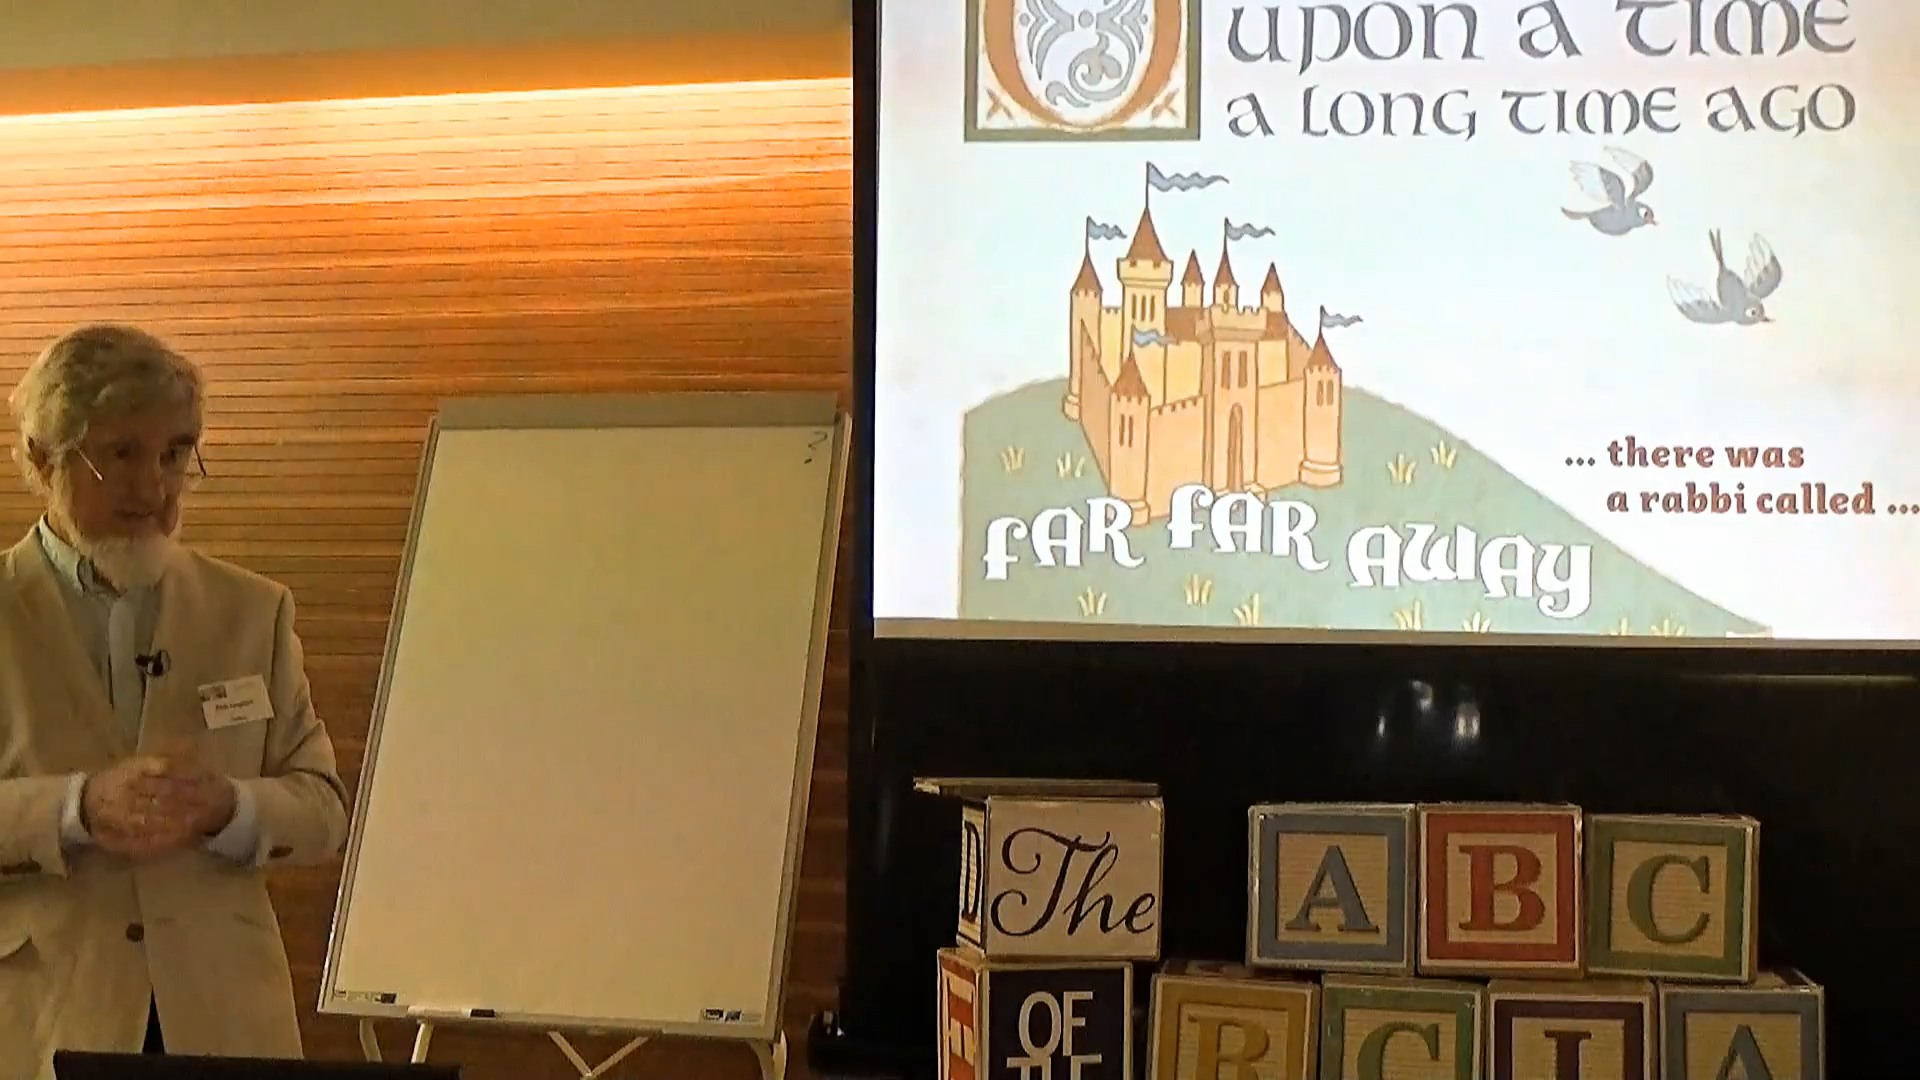 UPON A TIME
A LONG TIME AGO
... there was
a rabbi called ...
FAR FAR AWAY
?
D
The
A B C
OF